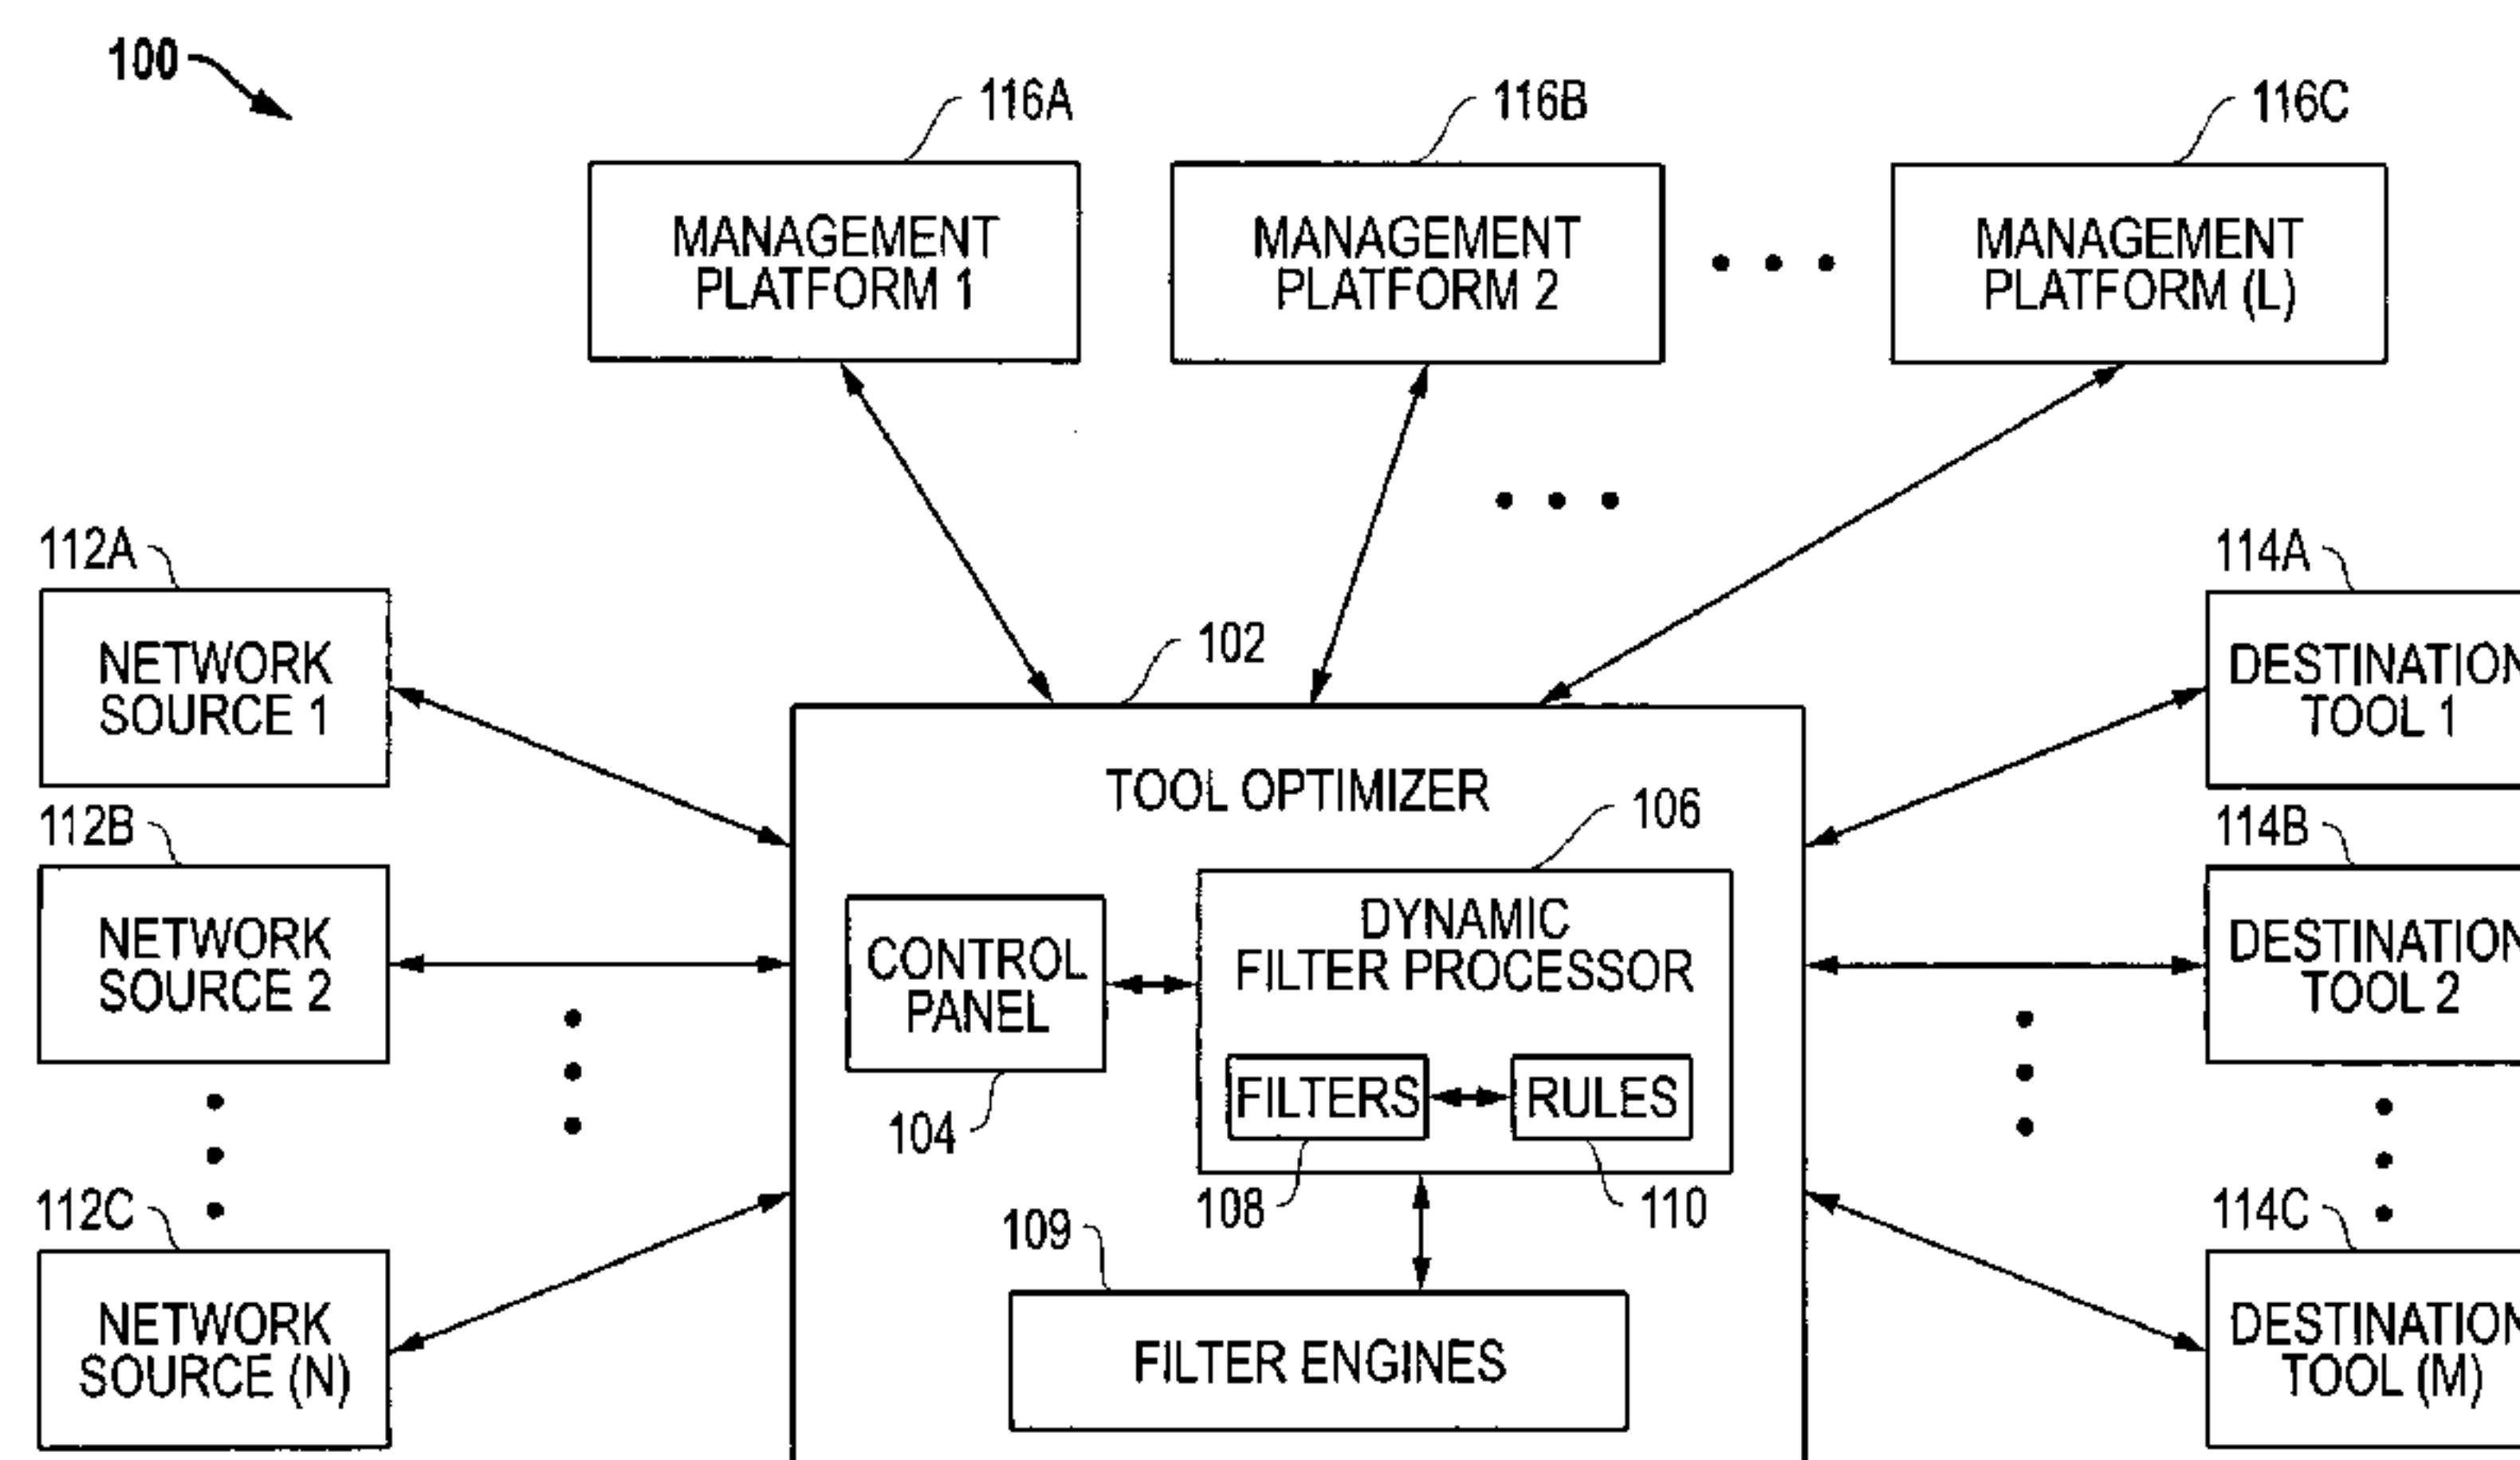 100
116A
116B
116C
MANAGEMENT
PLATFORM 1
MANAGEMENT
PLATFORM 2
MANAGEMENT
PLATFORM (L)
112A
NETWORK
SOURCE 1
112B
NETWORK
SOURCE 2
112C
NETWORK
SOURCE (N)
102
TOOL OPTIMIZER
106
CONTROL
PANEL
104
DYNAMIC
FILTER PROCESSOR
FILTERS
RULES
108
110
109
FILTER ENGINES
114A
DESTINATION
TOOL 1
114B
DESTINATION
TOOL 2
114C
DESTINATION
TOOL (M)